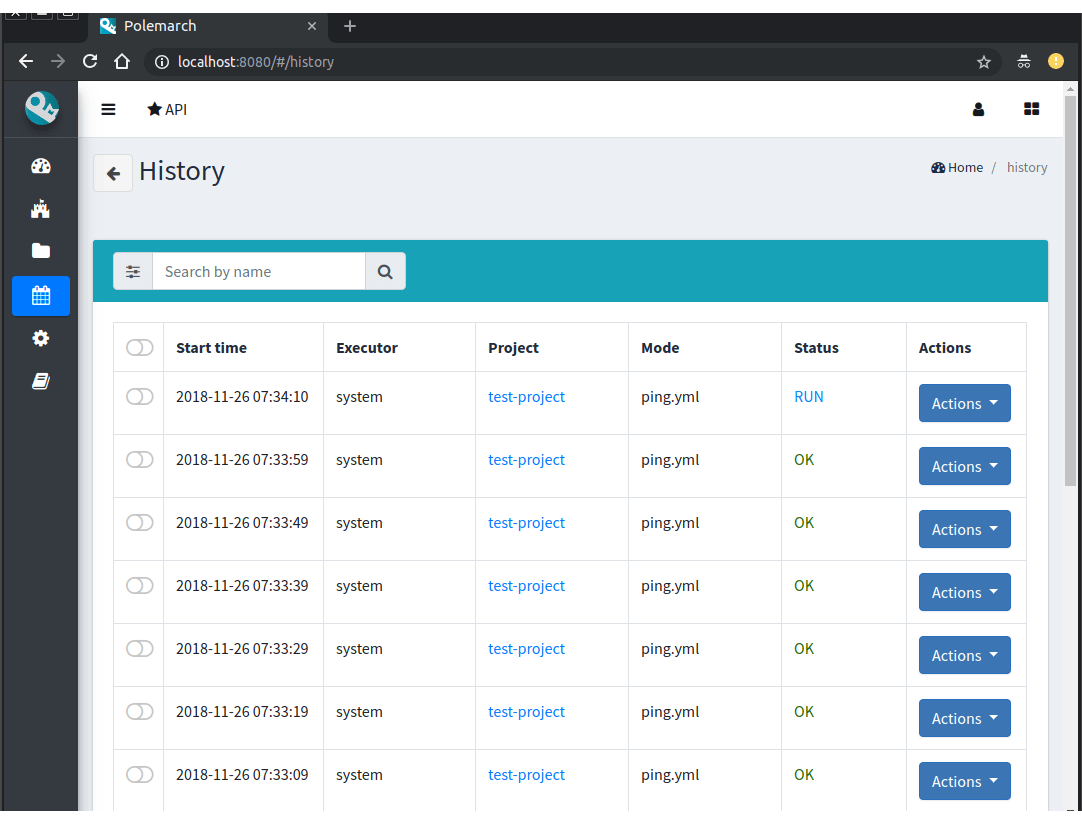 Polemarch
localhost:8080/#/history
API
History
Home / history
Search by name
Start time Executor Project Mode Status Actions
2018-11-26 07:34:10 system test-project ping.yml RUN Actions
2018-11-26 07:33:59 system test-project ping.yml OK Actions
2018-11-26 07:33:49 system test-project ping.yml OK Actions
2018-11-26 07:33:39 system test-project ping.yml OK Actions
2018-11-26 07:33:29 system test-project ping.yml OK Actions
2018-11-26 07:33:19 system test-project ping.yml OK Actions
2018-11-26 07:33:09 system test-project ping.yml OK Actions